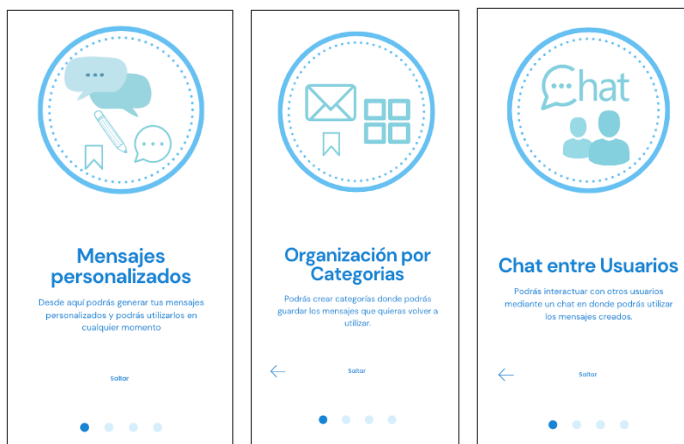 Mensajes
personalizados
Desde aquí podrás generar tus mensajes
personalizados y podrás utilizarlos en
cualquier momento
Saltar
Organización por
Categorias
Podrás crear categorías donde podrás
guardar los mensajes que quieras volver a
utilizar.
Saltar
Chat
Chat entre Usuarios
Podrás interactuar con otros usuarios
mediante un chat en donde podrás utilizar
los mensajes creados.
Saltar